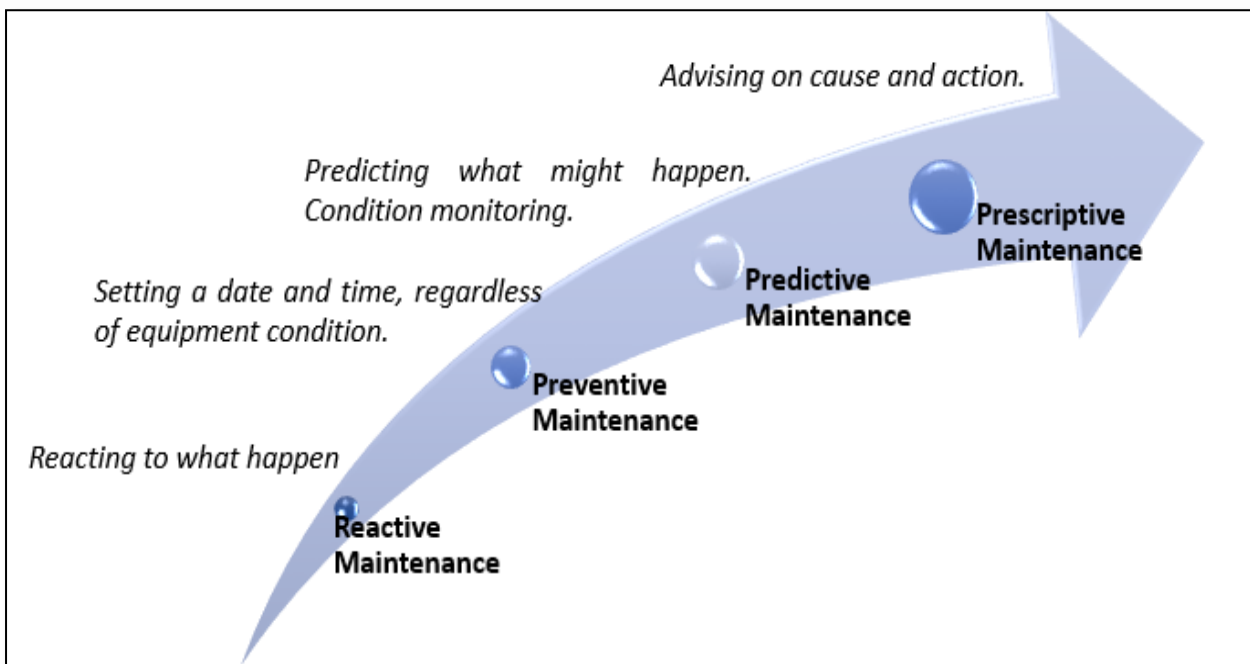 Advising on cause and action.
Predicting what might happen.
Condition monitoring.
Prescriptive
Maintenance
Setting a date and time, regardless
of equipment condition.
Predictive
Maintenance
Preventive
Maintenance
Reacting to what happen
Reactive
Maintenance